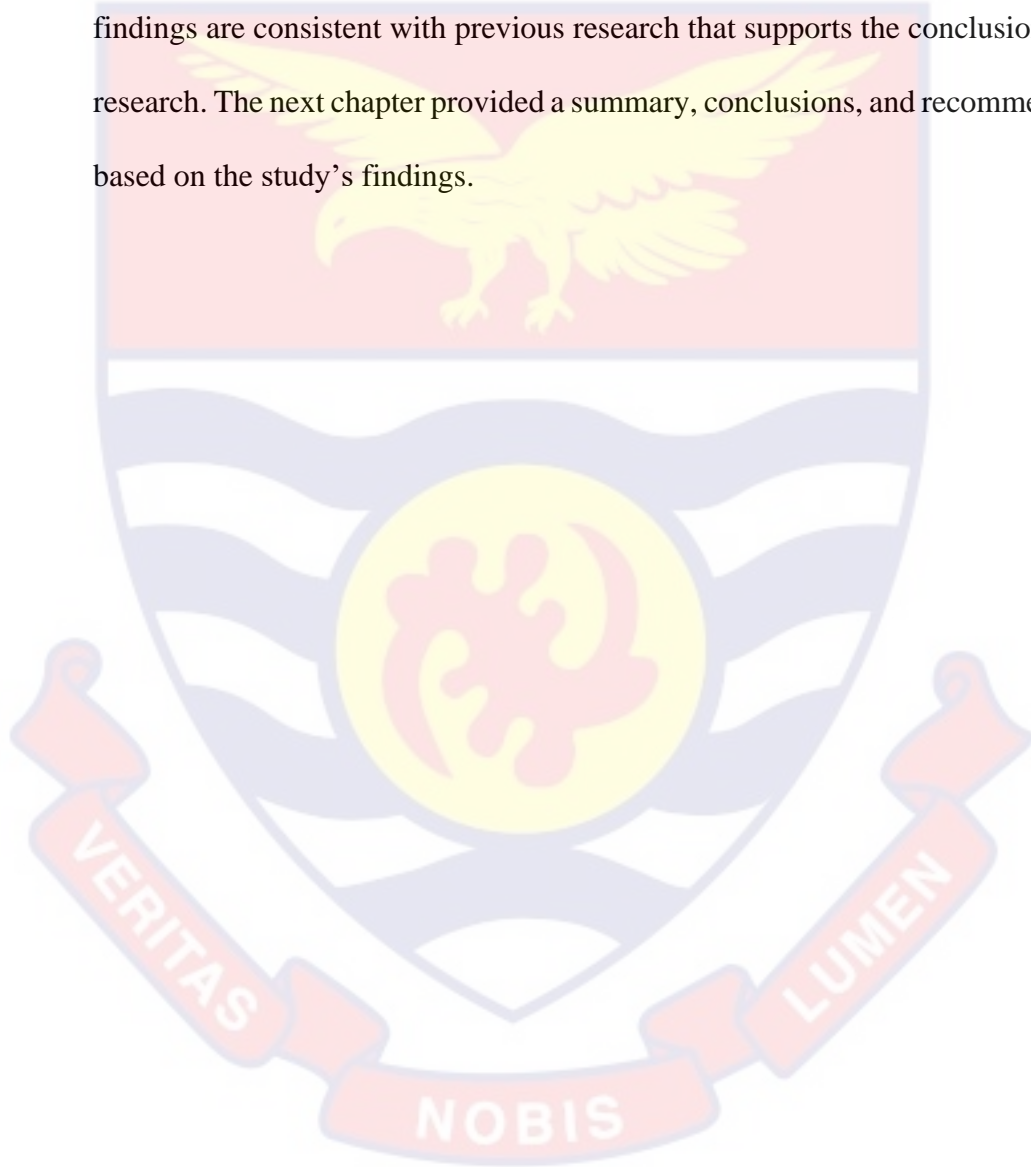 findings are consistent with previous research that supports the conclusio
research. The next chapter provided a summary, conclusions, and recomme
based on the study’s findings.
VERITAS
NOBIS
LUMEN